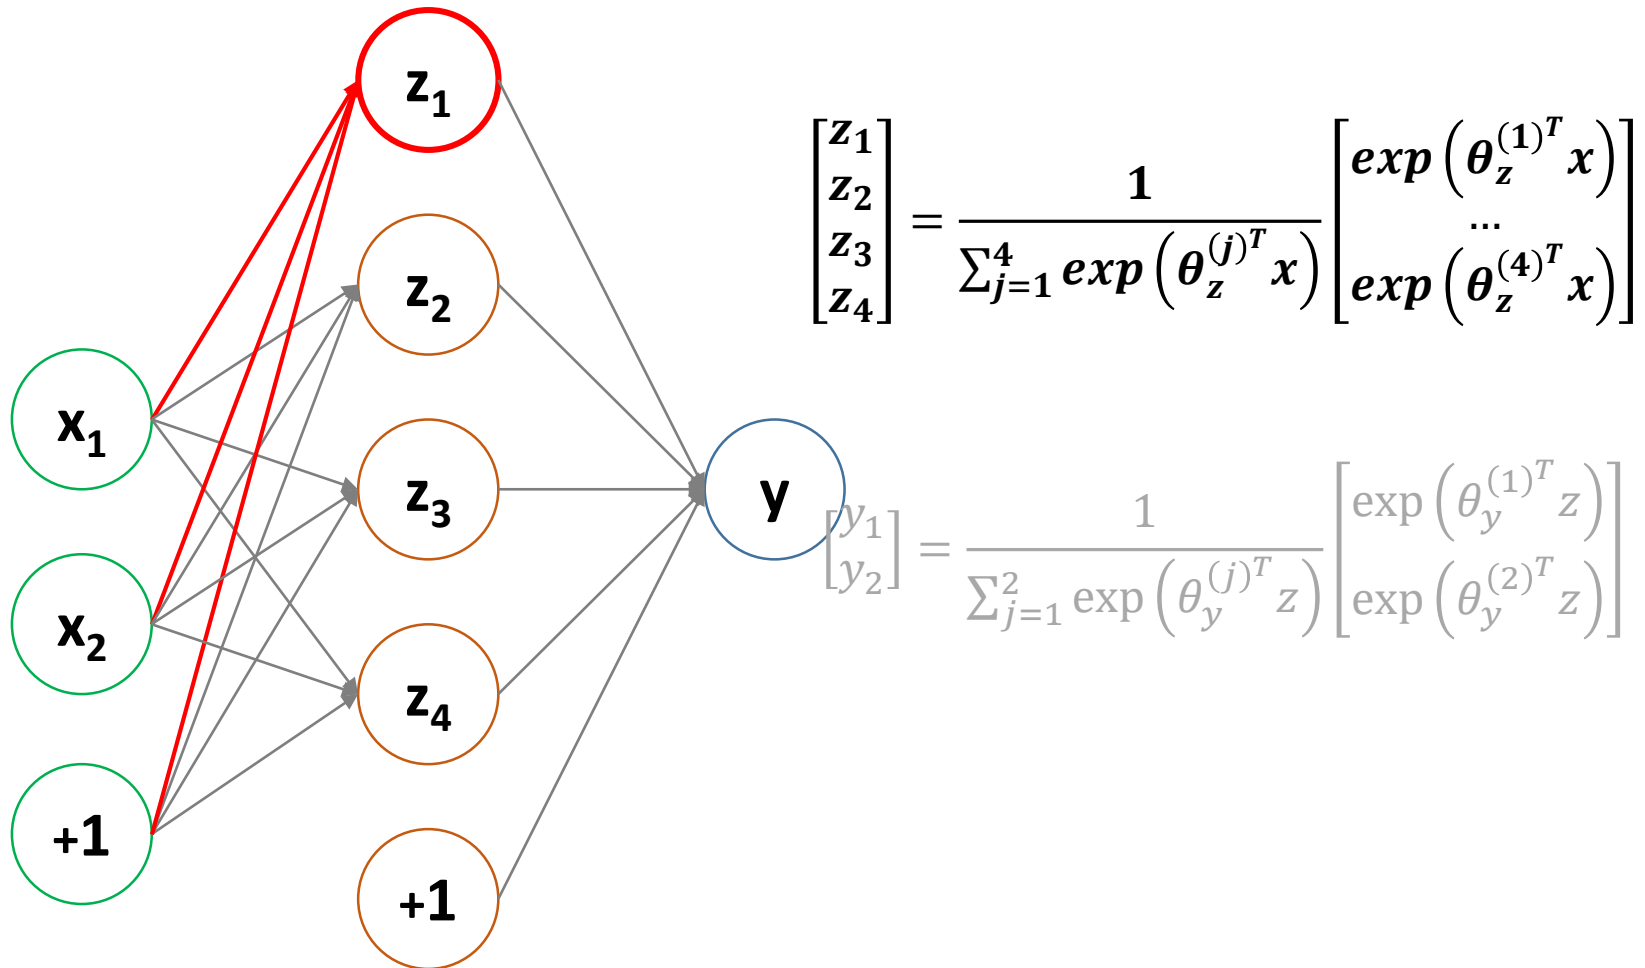 z₁
z₂
x₁
z₃
y
x₂
z₄
+1
+1
[z₁ z₂ z₃ z₄] = 1 / ∑_{j=1}^{4} exp(θ_z^{(j)T} x) [exp(θ_z^{(1)T} x) ... exp(θ_z^{(4)T} x)]
[y₁ y₂] = 1 / ∑_{j=1}^{2} exp(θ_y^{(j)T} z) [exp(θ_y^{(1)T} z) exp(θ_y^{(2)T} z)]